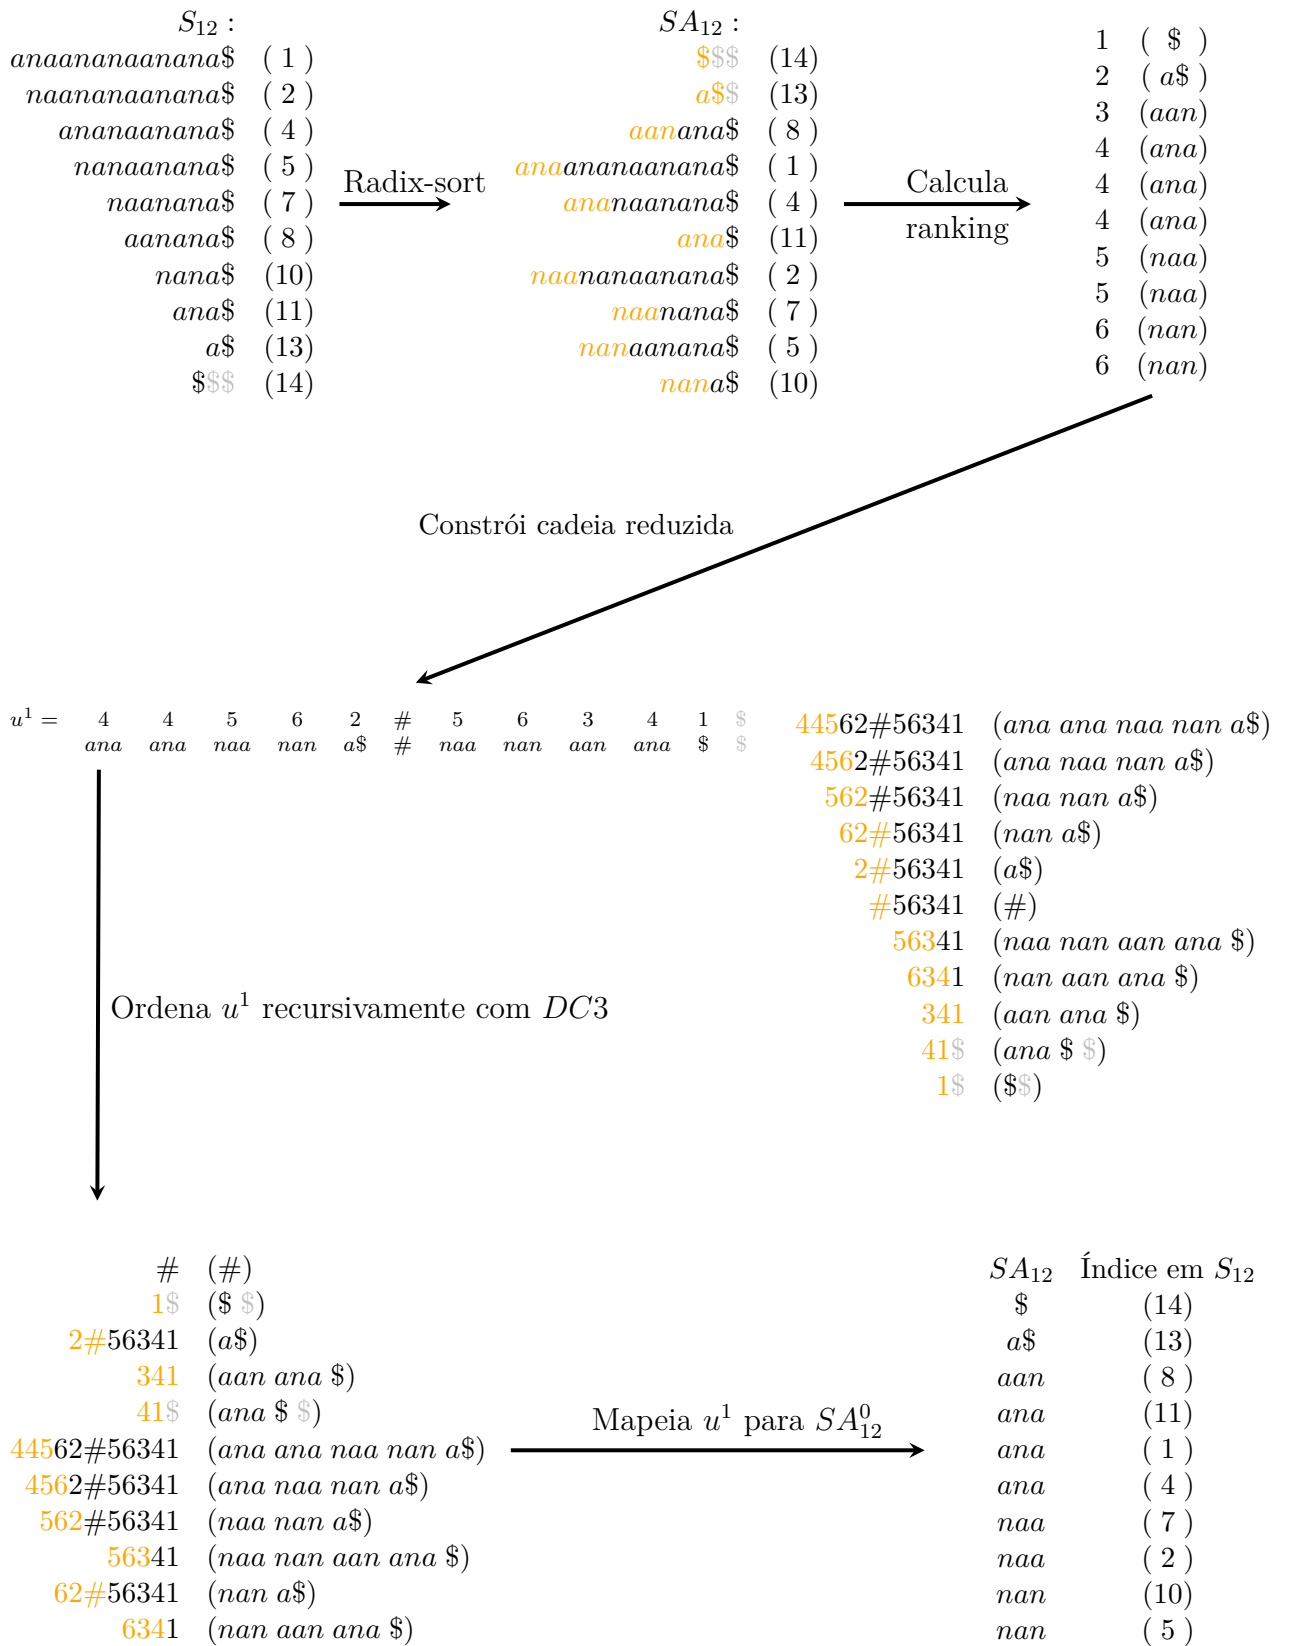 S12 :
anaananaanana$ ( 1 )
naananaanana$ ( 2 )
ananaanana$ ( 4 )
nanaanana$ ( 5 )
naanana$ ( 7 )
aanana$ ( 8 )
nana$ (10)
ana$ (11)
a$ (13)
$$$ (14)
Radix-sort
SA12 :
$$$ (14)
a$$ (13)
aanana$ ( 8 )
anaananaanana$ ( 1 )
ananaanana$ ( 4 )
ana$ (11)
naananaanana$ ( 2 )
naanana$ ( 7 )
nanaanana$ ( 5 )
nana$ (10)
Calcula
ranking
1 ( $ )
2 ( a$ )
3 (aan)
4 (ana)
4 (ana)
4 (ana)
5 (naa)
5 (naa)
6 (nan)
6 (nan)
Constrói cadeia reduzida
u1 = 4 4 5 6 2 # 5 6 3 4 1 $
ana ana naa nan a$ # naa nan aan ana $ $
44562#56341 (ana ana naa nan a$)
4562#56341 (ana naa nan a$)
562#56341 (naa nan a$)
62#56341 (nan a$)
2#56341 (a$)
#56341 (#)
56341 (naa nan aan ana $)
6341 (nan aan ana $)
341 (aan ana $)
41$ (ana $ $)
1$ ($$)
Ordena u1 recursivamente com DC3
# (#)
1$ ($ $)
2#56341 (a$)
341 (aan ana $)
41$ (ana $ $)
44562#56341 (ana ana naa nan a$)
4562#56341 (ana naa nan a$)
562#56341 (naa nan a$)
56341 (naa nan aan ana $)
62#56341 (nan a$)
6341 (nan aan ana $)
Mapeia u1 para SA012
SA12 Índice em S12
$ (14)
a$ (13)
aan ( 8 )
ana (11)
ana ( 1 )
ana ( 4 )
naa ( 7 )
naa ( 2 )
nan (10)
nan ( 5 )